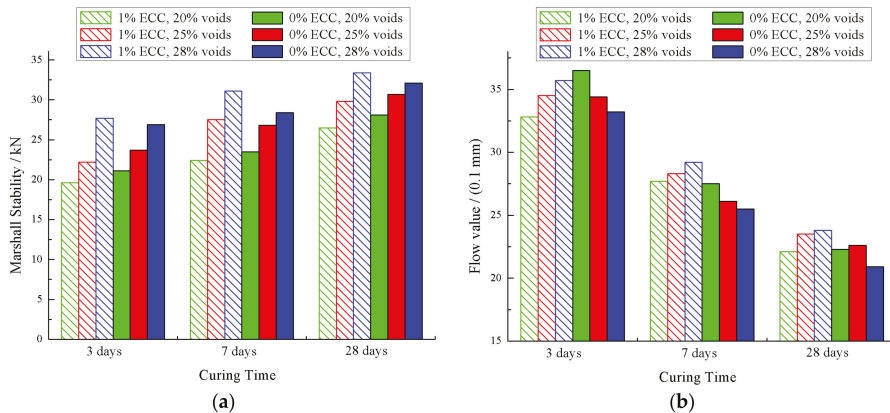 1% ECC, 20% voids
0% ECC, 20% voids
1% ECC, 25% voids
0% ECC, 25% voids
1% ECC, 28% voids
0% ECC, 28% voids
35
30
25
20
15
10
5
0
Marshall Stability / kN
3 days
7 days
28 days
Curing Time
(a)
1% ECC, 20% voids
0% ECC, 20% voids
1% ECC, 25% voids
0% ECC, 25% voids
1% ECC, 28% voids
0% ECC, 28% voids
35
30
25
20
15
Flow value / (0.1 mm)
3 days
7 days
28 days
Curing Time
(b)